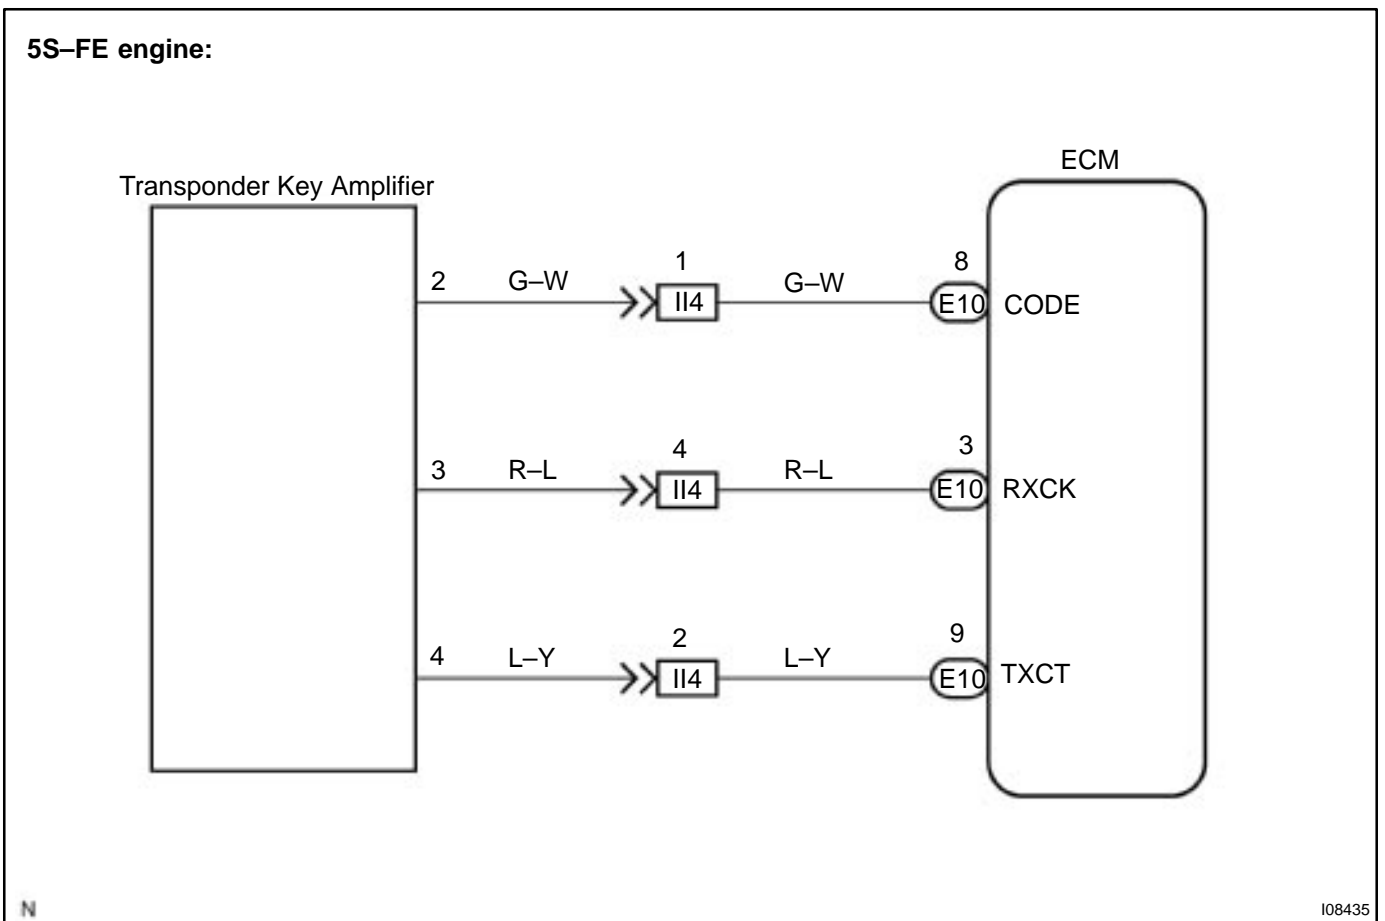 5S–FE engine:
ECM
Transponder Key Amplifier
2 G–W 1 G–W 8
II4 E10 CODE
3 R–L 4 R–L 3
II4 E10 RXCK
4 L–Y 2 L–Y 9
II4 E10 TXCT
N I08435